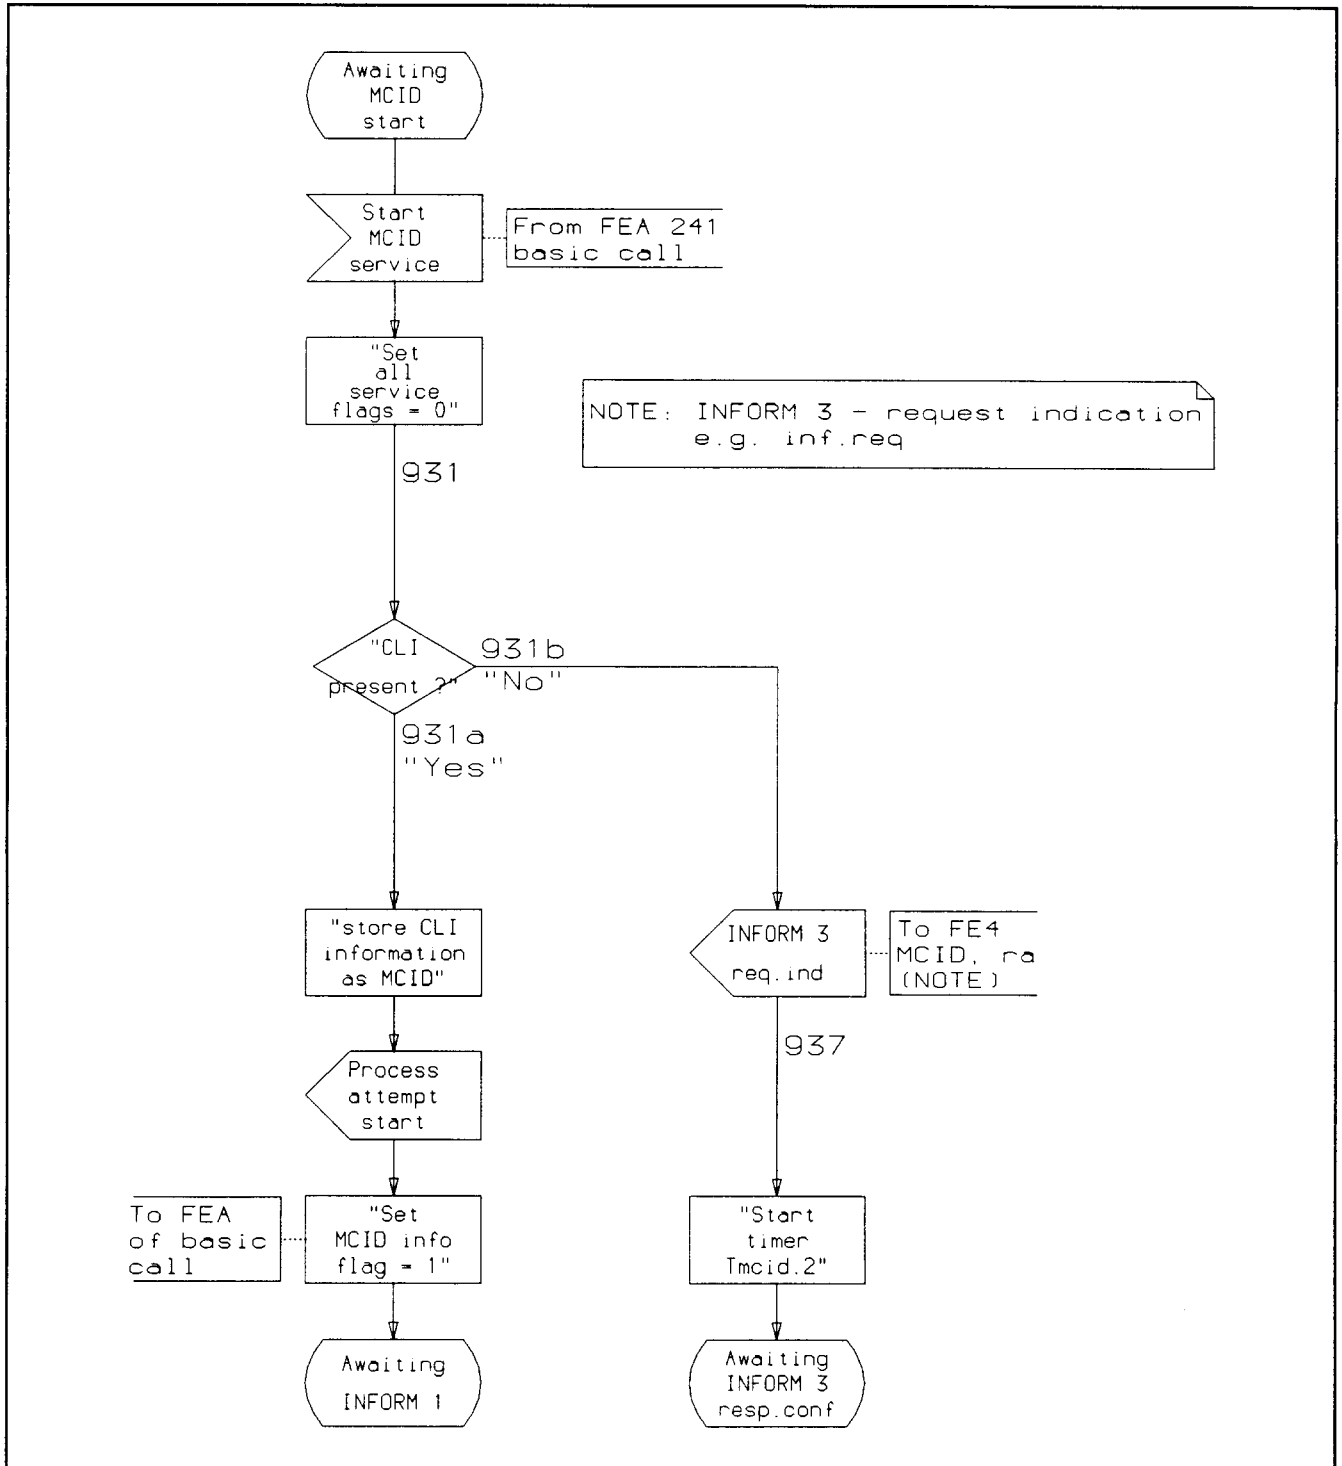 Awaiting
MCID
start
Start
MCID
service
From FEA 241
basic call
"Set
all
service
flags = 0"
NOTE: INFORM 3 - request indication
e.g. inf.req
931
"CLI
present ?"
931b
"No"
931a
"Yes"
"store CLI
information
as MCID"
INFORM 3
req.ind
To FE4
MCID, ra
(NOTE)
937
Process
attempt
start
To FEA
of basic
call
"Set
MCID info
flag = 1"
"Start
timer
Tmcid.2"
Awaiting
INFORM 1
Awaiting
INFORM 3
resp.conf